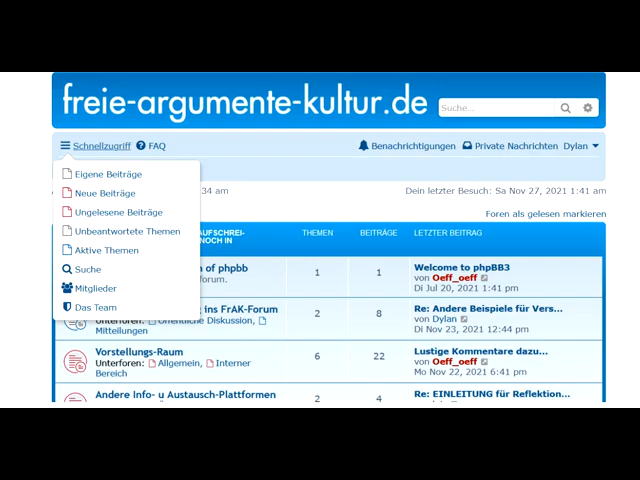 freie-argumente-kultur.de
Suche...
Schnellzugriff FAQ
Benachrichtigungen Private Nachrichten Dylan
Eigene Beiträge
Neue Beiträge
Ungelesene Beiträge
Unbeantwortete Themen
Aktive Themen
Suche
Mitglieder
Das Team
34 am
Dein letzter Besuch: Sa Nov 27, 2021 1:41 am
Foren als gelesen markieren
AUFSCHREI-
NOCH IN
THEMEN BEITRÄGE LETZTER BEITRAG
n of phpbb
forum.
1 1
Welcome to phpBB3
von Oeff_oeff
Di Jul 20, 2021 1:41 pm
g ins FrAK-Forum
Unterforen: Öffentliche Diskussion,
Mitteilungen
2 8
Re: Andere Beispiele für Vers...
von Dylan
Di Nov 23, 2021 12:44 pm
Vorstellungs-Raum
Unterforen: Allgemein, Interner
Bereich
6 22
Lustige Kommentare dazu...
von Oeff_oeff
Mo Nov 22, 2021 6:41 pm
Andere Info- u Austausch-Plattformen
2 4
Re: EINLEITUNG für Reflektion...